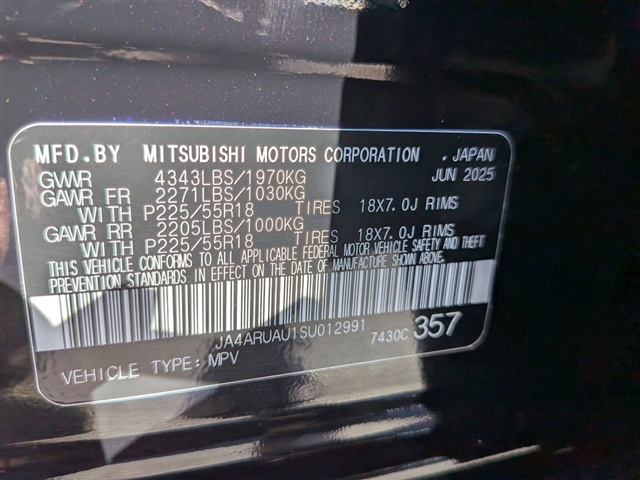 MFD.BY MITSUBISHI MOTORS CORPORATION . JAPAN
GVWR 4343LBS/1970KG JUN 2025
GAWR FR 2271LBS/1030KG
WITH P225/55R18 TIRES 18X7.0J RIMS
GAWR RR 2205LBS/1000KG
WITH P225/55R18 TIRES 18X7.0J RIMS
THIS VEHICLE CONFORMS TO ALL APPLICABLE FEDERAL MOTOR VEHICLE SAFETY AND THEFT
PREVENTION STANDARDS IN EFFECT ON THE DATE OF MANUFACTURE SHOWN ABOVE.
JA4ARUAU1SU012991 7430C 357
VEHICLE TYPE:MPV